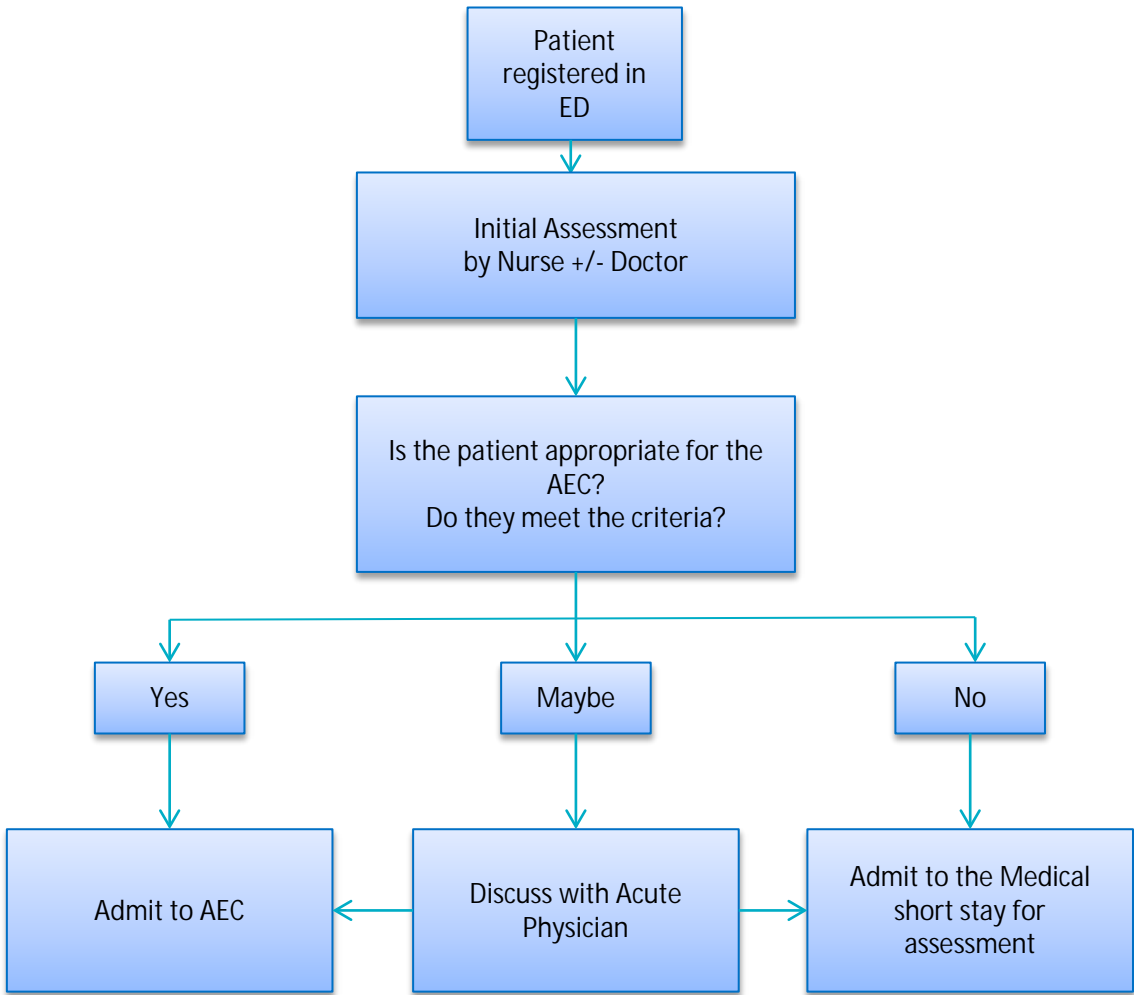 Patient
registered in
ED
Initial Assessment
by Nurse +/- Doctor
Is the patient appropriate for the
AEC?
Do they meet the criteria?
Yes
Maybe
No
Admit to AEC
Discuss with Acute
Physician
Admit to the Medical
short stay for
assessment